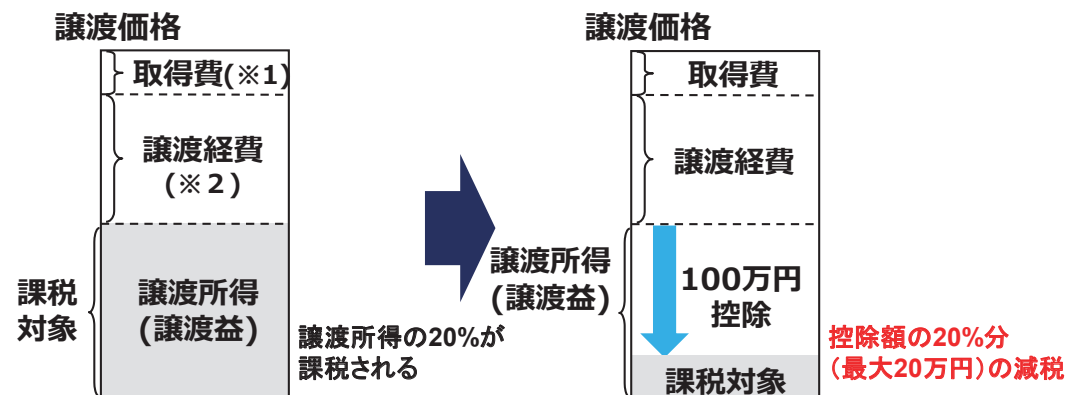 譲渡価格
取得費(※1)
譲渡経費
(※２)
課税
対象
譲渡所得
(譲渡益)
譲渡所得の20%が
課税される
譲渡価格
取得費
譲渡経費
譲渡所得
(譲渡益)
100万円
控除
課税対象
控除額の20%分
（最大20万円）の減税